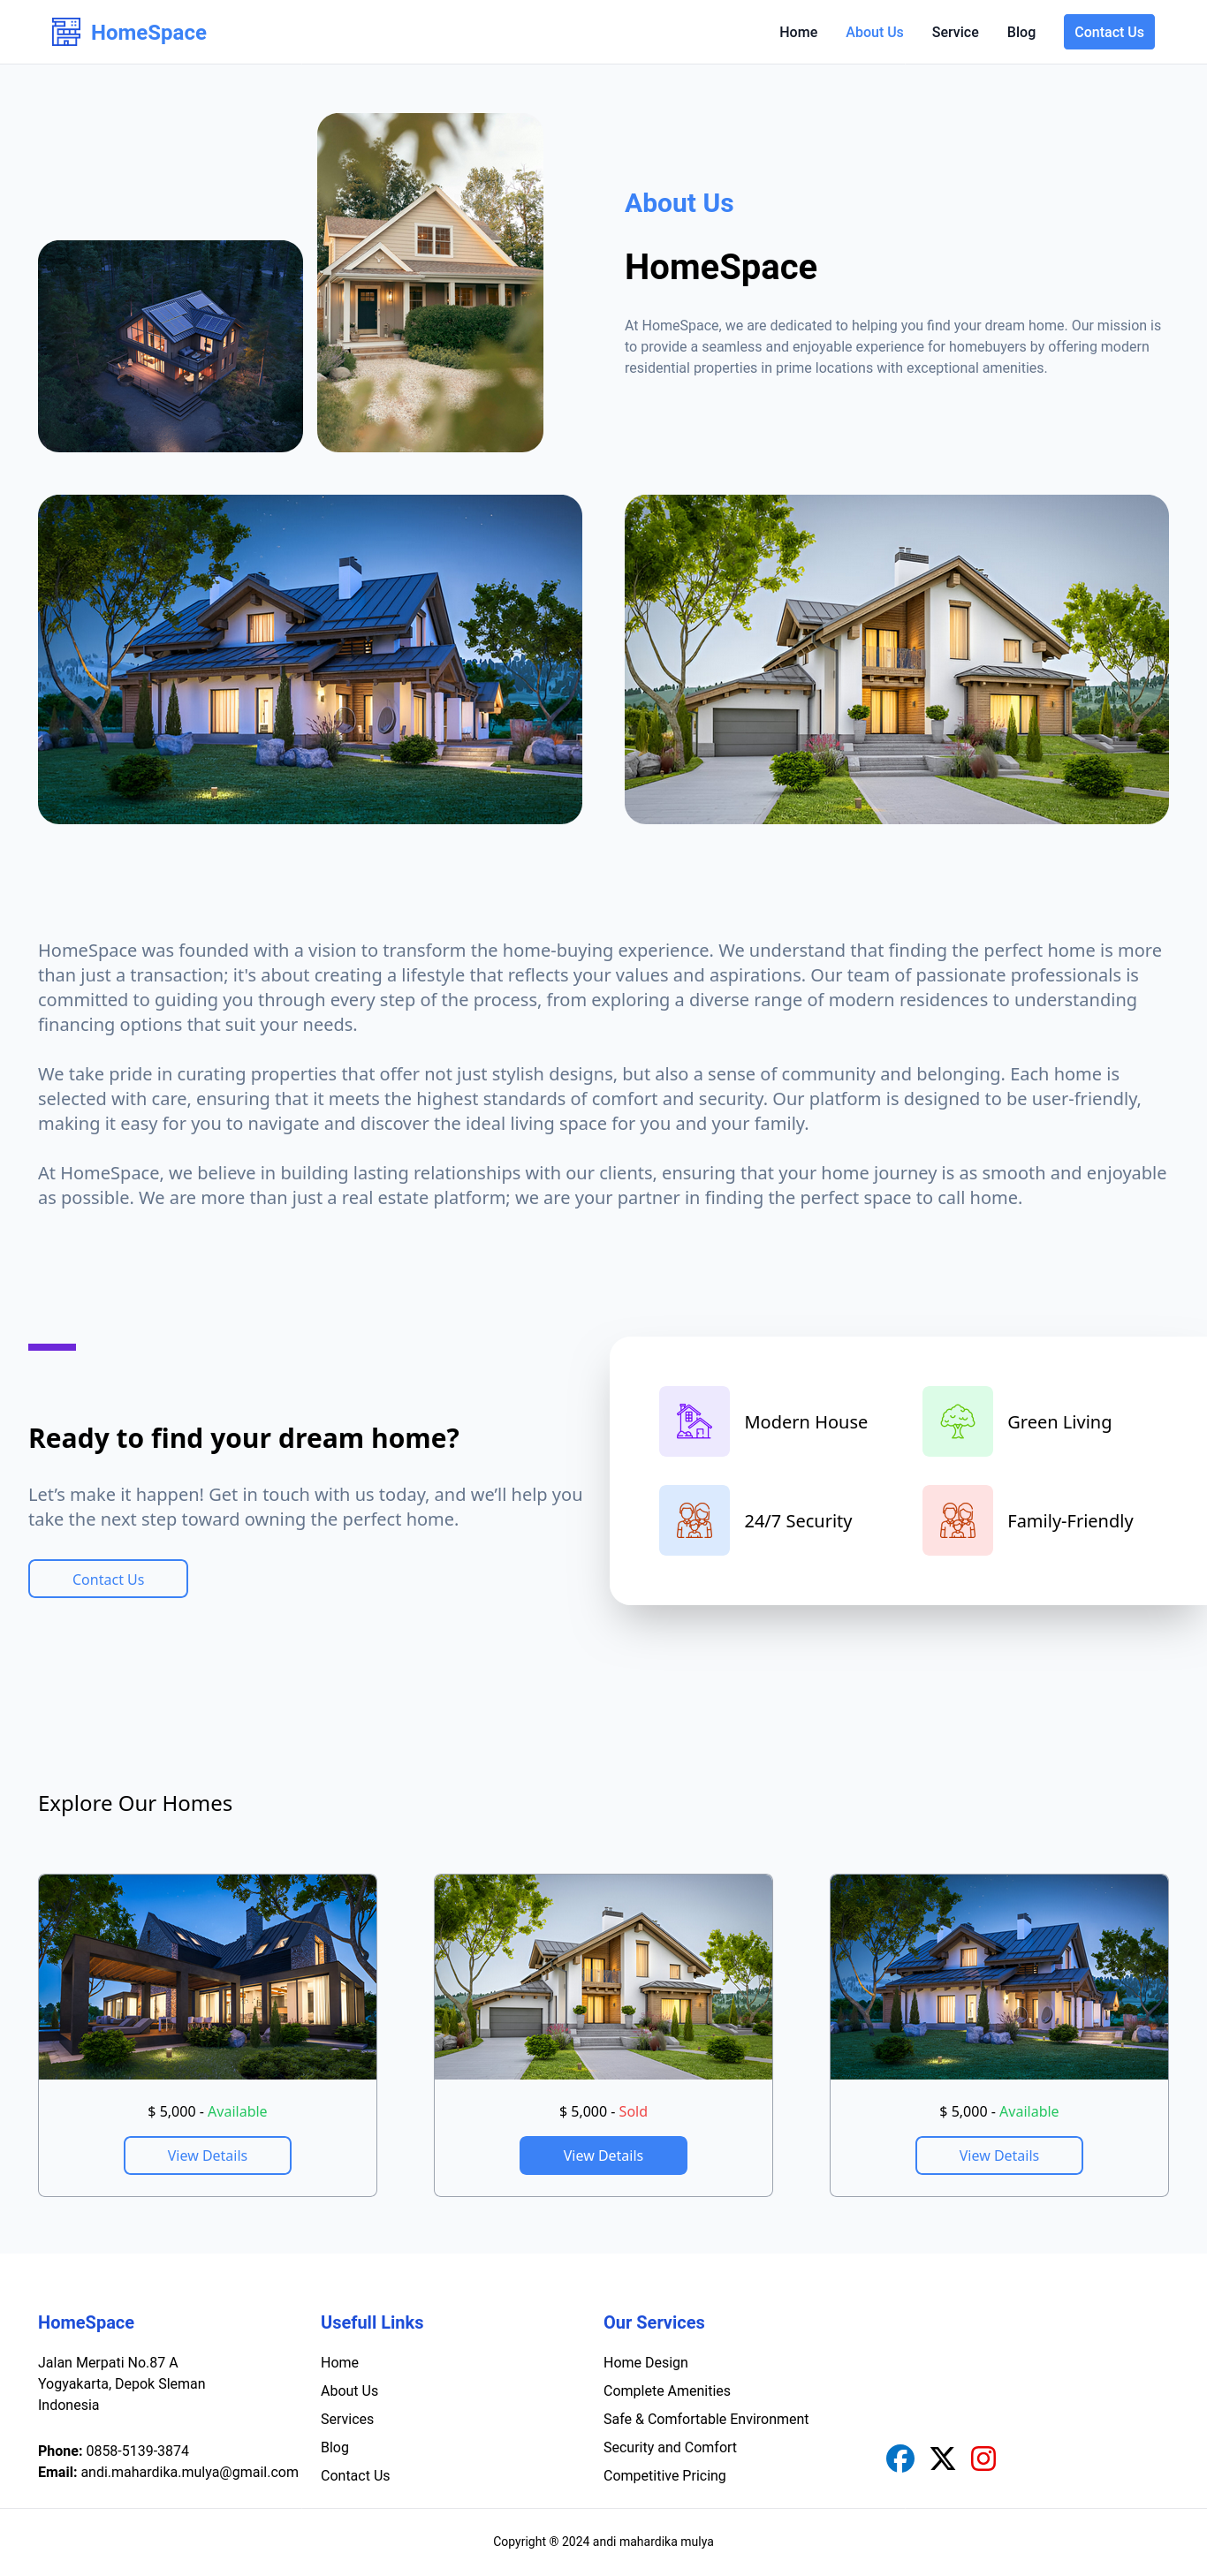 HomeSpace
Home
About Us
Service
Blog
Contact Us
About Us
HomeSpace
At HomeSpace, we are dedicated to helping you find your dream home. Our mission is
to provide a seamless and enjoyable experience for homebuyers by offering modern
residential properties in prime locations with exceptional amenities.
HomeSpace was founded with a vision to transform the home-buying experience. We understand that finding the perfect home is more
than just a transaction; it's about creating a lifestyle that reflects your values and aspirations. Our team of passionate professionals is
committed to guiding you through every step of the process, from exploring a diverse range of modern residences to understanding
financing options that suit your needs.
We take pride in curating properties that offer not just stylish designs, but also a sense of community and belonging. Each home is
selected with care, ensuring that it meets the highest standards of comfort and security. Our platform is designed to be user-friendly,
making it easy for you to navigate and discover the ideal living space for you and your family.
At HomeSpace, we believe in building lasting relationships with our clients, ensuring that your home journey is as smooth and enjoyable
as possible. We are more than just a real estate platform; we are your partner in finding the perfect space to call home.
Ready to find your dream home?
Let’s make it happen! Get in touch with us today, and we’ll help you
take the next step toward owning the perfect home.
Contact Us
Modern House
Green Living
24/7 Security
Family-Friendly
Explore Our Homes
$ 5,000 - Available
View Details
$ 5,000 - Sold
View Details
$ 5,000 - Available
View Details
HomeSpace
Jalan Merpati No.87 A
Yogyakarta, Depok Sleman
Indonesia
Phone: 0858-5139-3874
Email: andi.mahardika.mulya@gmail.com
Usefull Links
Home
About Us
Services
Blog
Contact Us
Our Services
Home Design
Complete Amenities
Safe & Comfortable Environment
Security and Comfort
Competitive Pricing
Copyright ® 2024 andi mahardika mulya